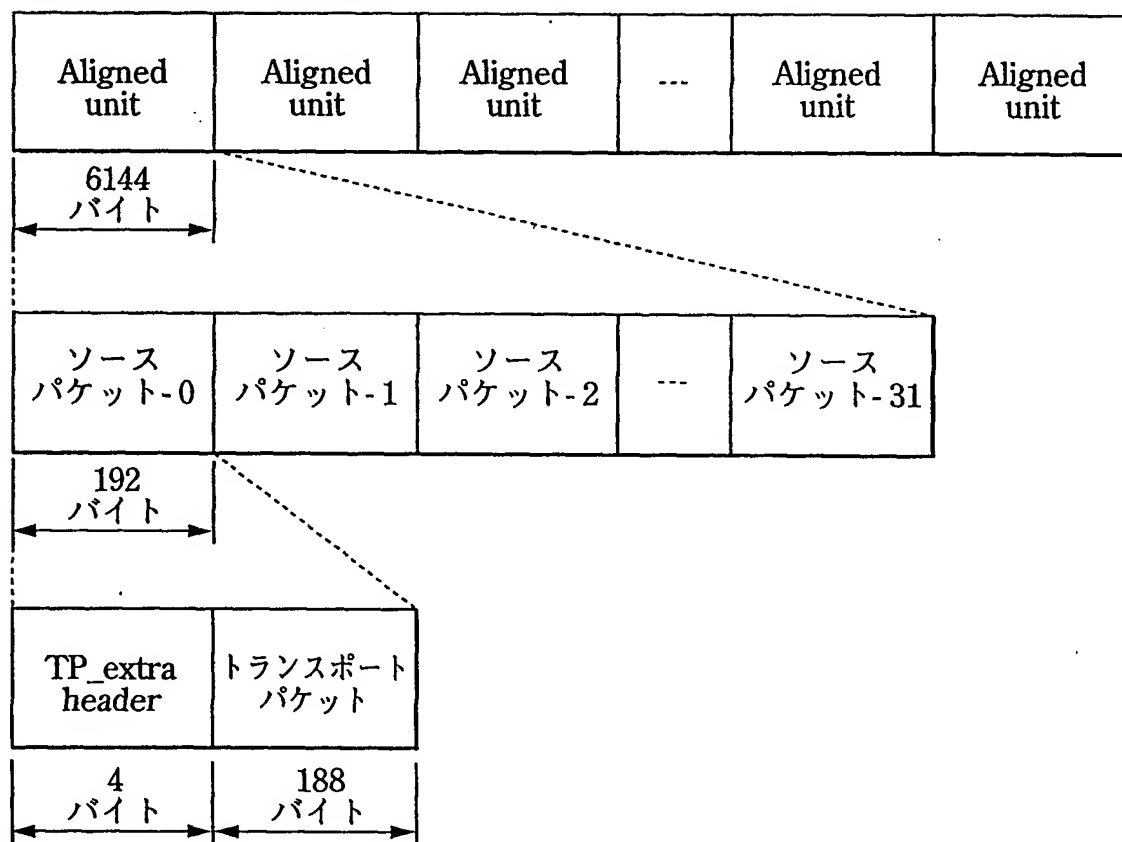 Aligned unit
Aligned unit
Aligned unit
---
Aligned unit
Aligned unit
6144
バイト
ソース
パケット-0
ソース
パケット-1
ソース
パケット-2
---
ソース
パケット-31
192
バイト
TP_extra
header
トランスポート
パケット
4
バイト
188
バイト